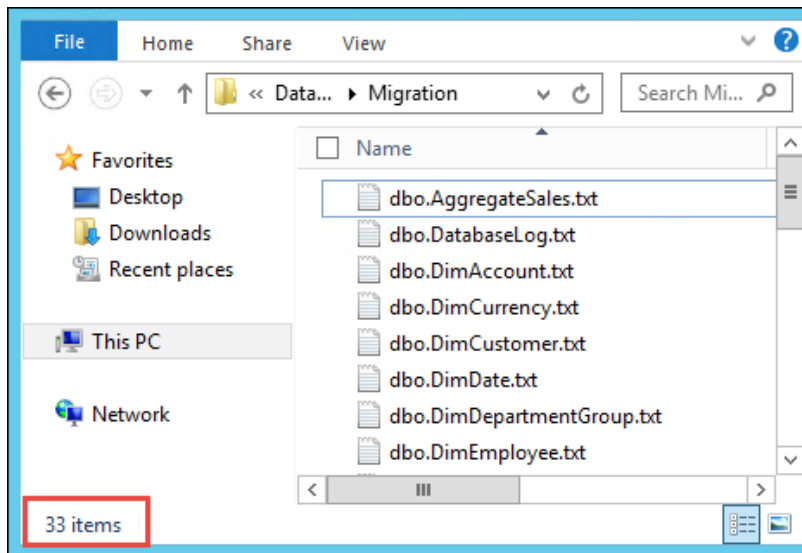 File Home Share View
« Data... Migration Search Mi...
Favorites
Desktop
Downloads
Recent places
This PC
Network
Name
dbo.AggregateSales.txt
dbo.DatabaseLog.txt
dbo.DimAccount.txt
dbo.DimCurrency.txt
dbo.DimCustomer.txt
dbo.DimDate.txt
dbo.DimDepartmentGroup.txt
dbo.DimEmployee.txt
33 items